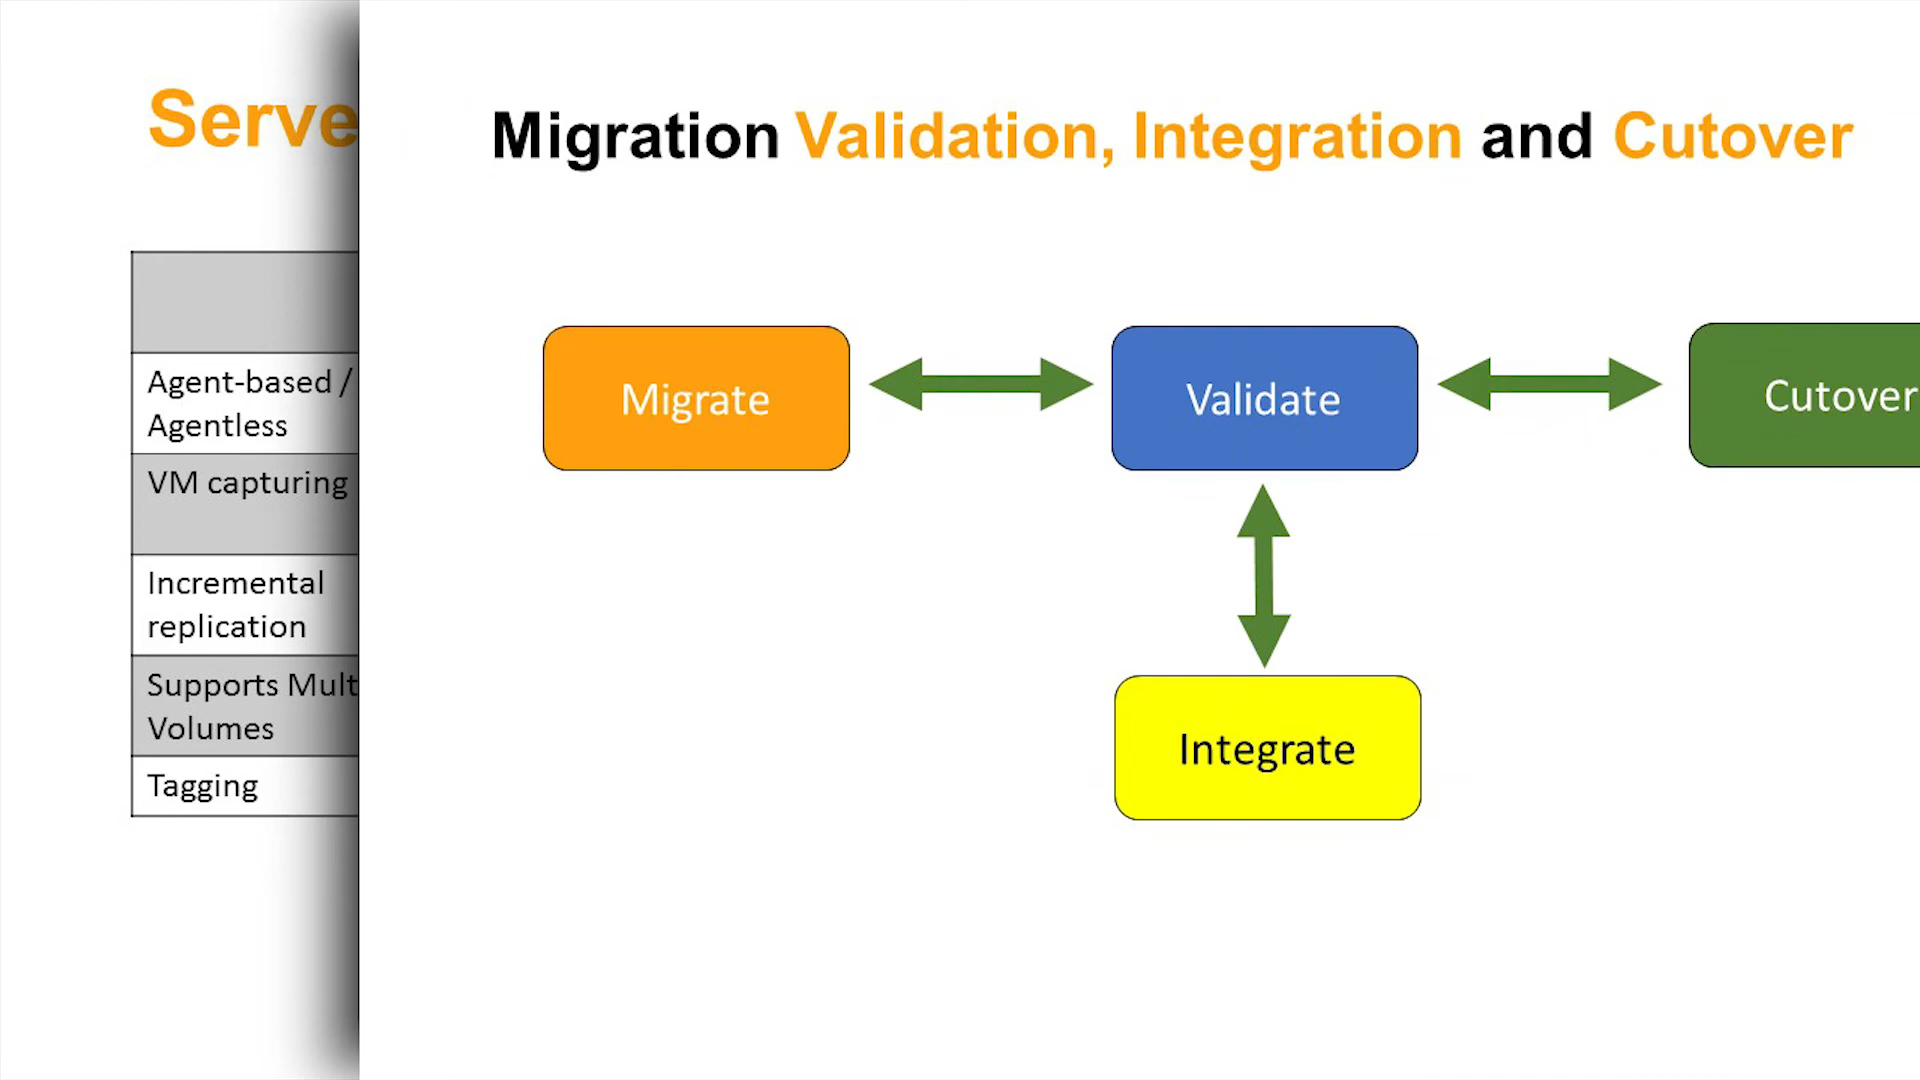 Serve
Agent-based /
Agentless
VM capturing
Incremental
replication
Supports Mult
Volumes
Tagging
Migration Validation, Integration and Cutover
Migrate
Validate
Cutover
Integrate